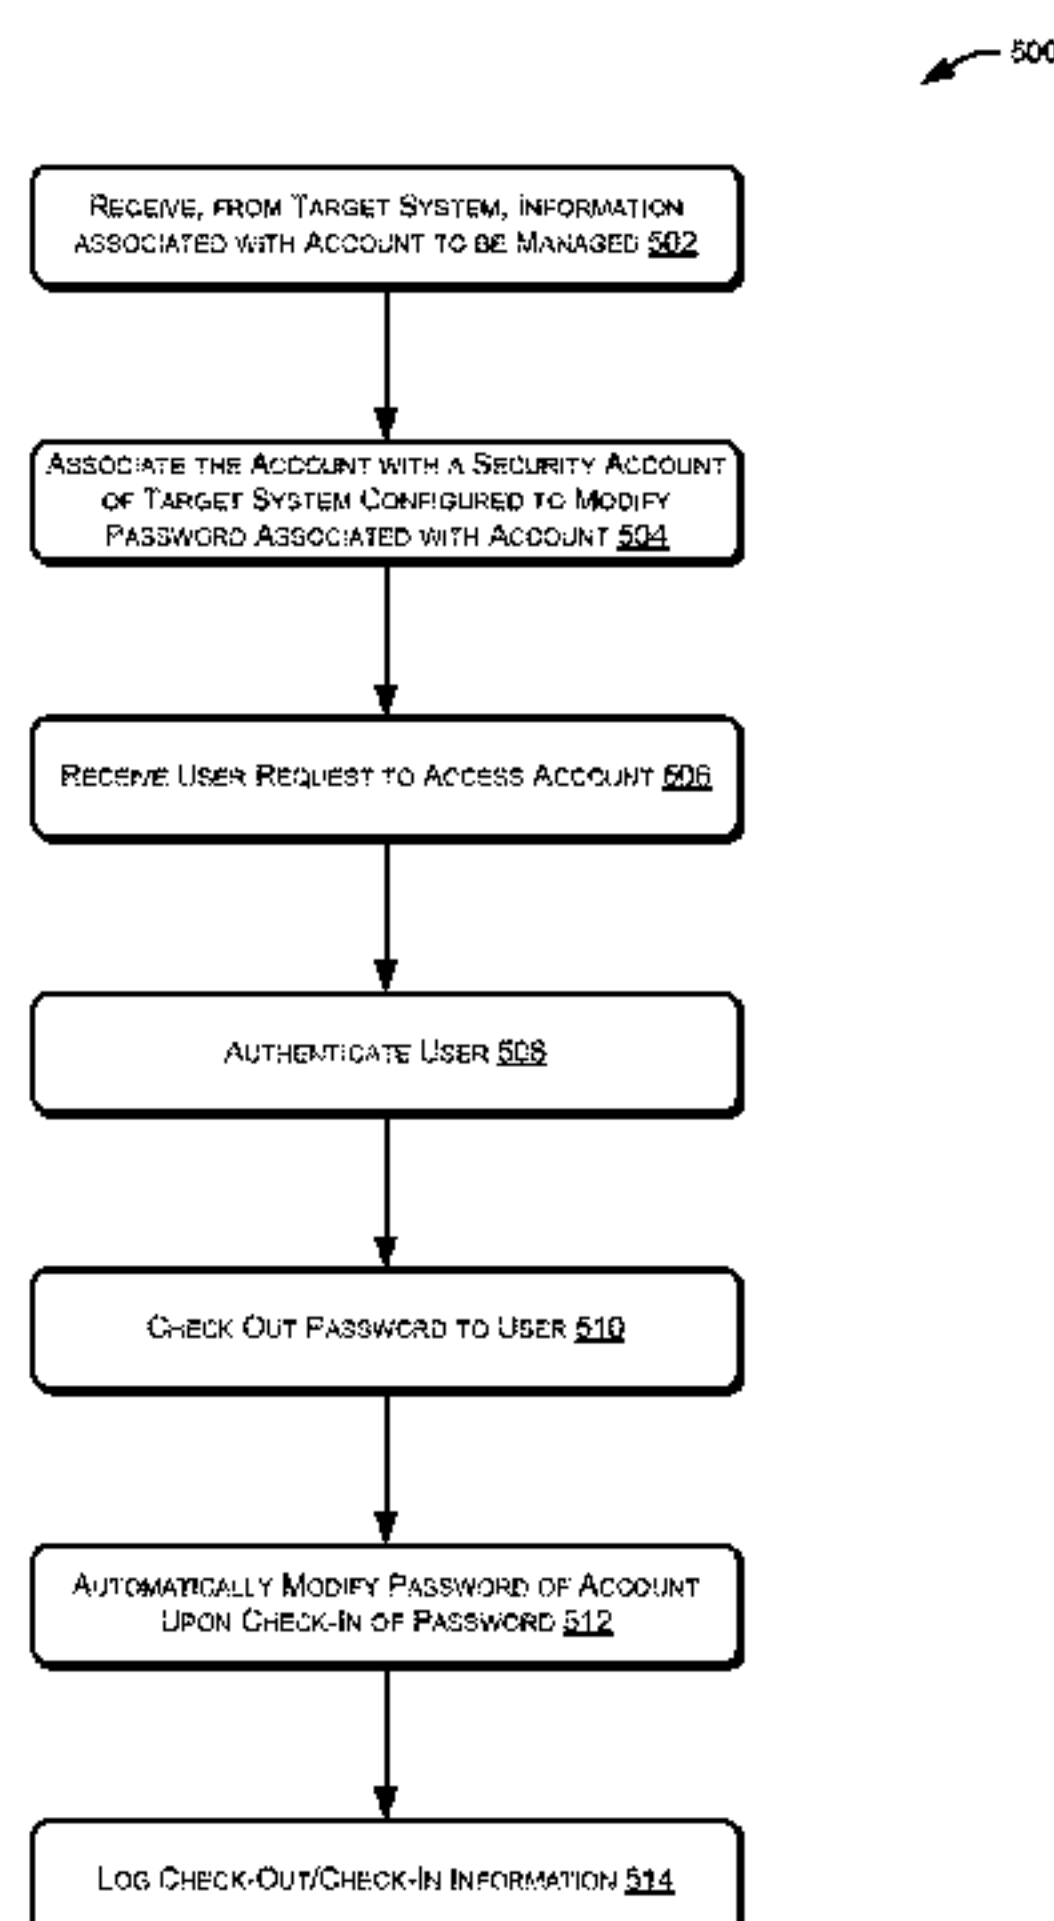 500
RECEIVE, FROM TARGET SYSTEM, INFORMATION
ASSOCIATED WITH ACCOUNT TO BE MANAGED 502
ASSOCIATE THE ACCOUNT WITH A SECURITY ACCOUNT
OF TARGET SYSTEM CONFIGURED TO MODIFY
PASSWORD ASSOCIATED WITH ACCOUNT 504
RECEIVE USER REQUEST TO ACCESS ACCOUNT 506
AUTHENTICATE USER 508
CHECK OUT PASSWORD TO USER 510
AUTOMATICALLY MODIFY PASSWORD OF ACCOUNT
UPON CHECK-IN OF PASSWORD 512
LOG CHECK-OUT/CHECK-IN INFORMATION 514